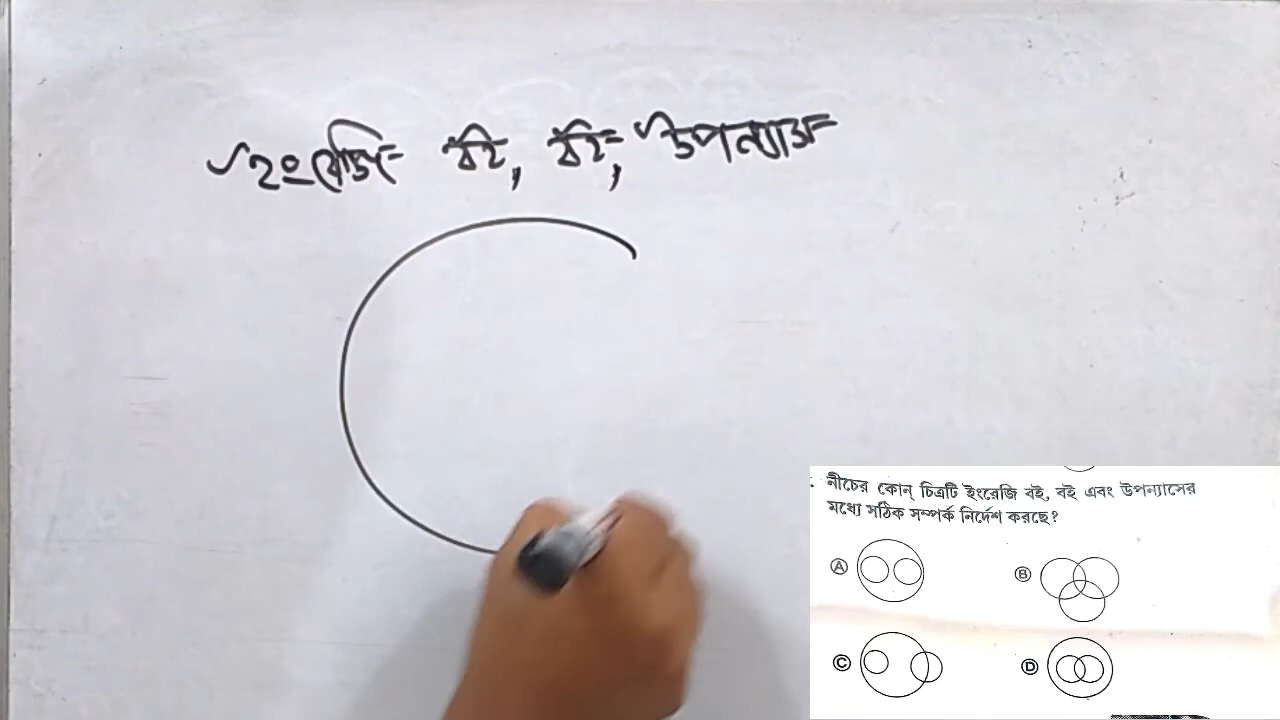 ইংরেজি বই, বই, উপন্যাস
নীচের কোন্ চিত্রটি ইংরেজি বই, বই এবং উপন্যাসের
মধ্যে সঠিক সম্পর্ক নির্দেশ করছে?
A B
C D